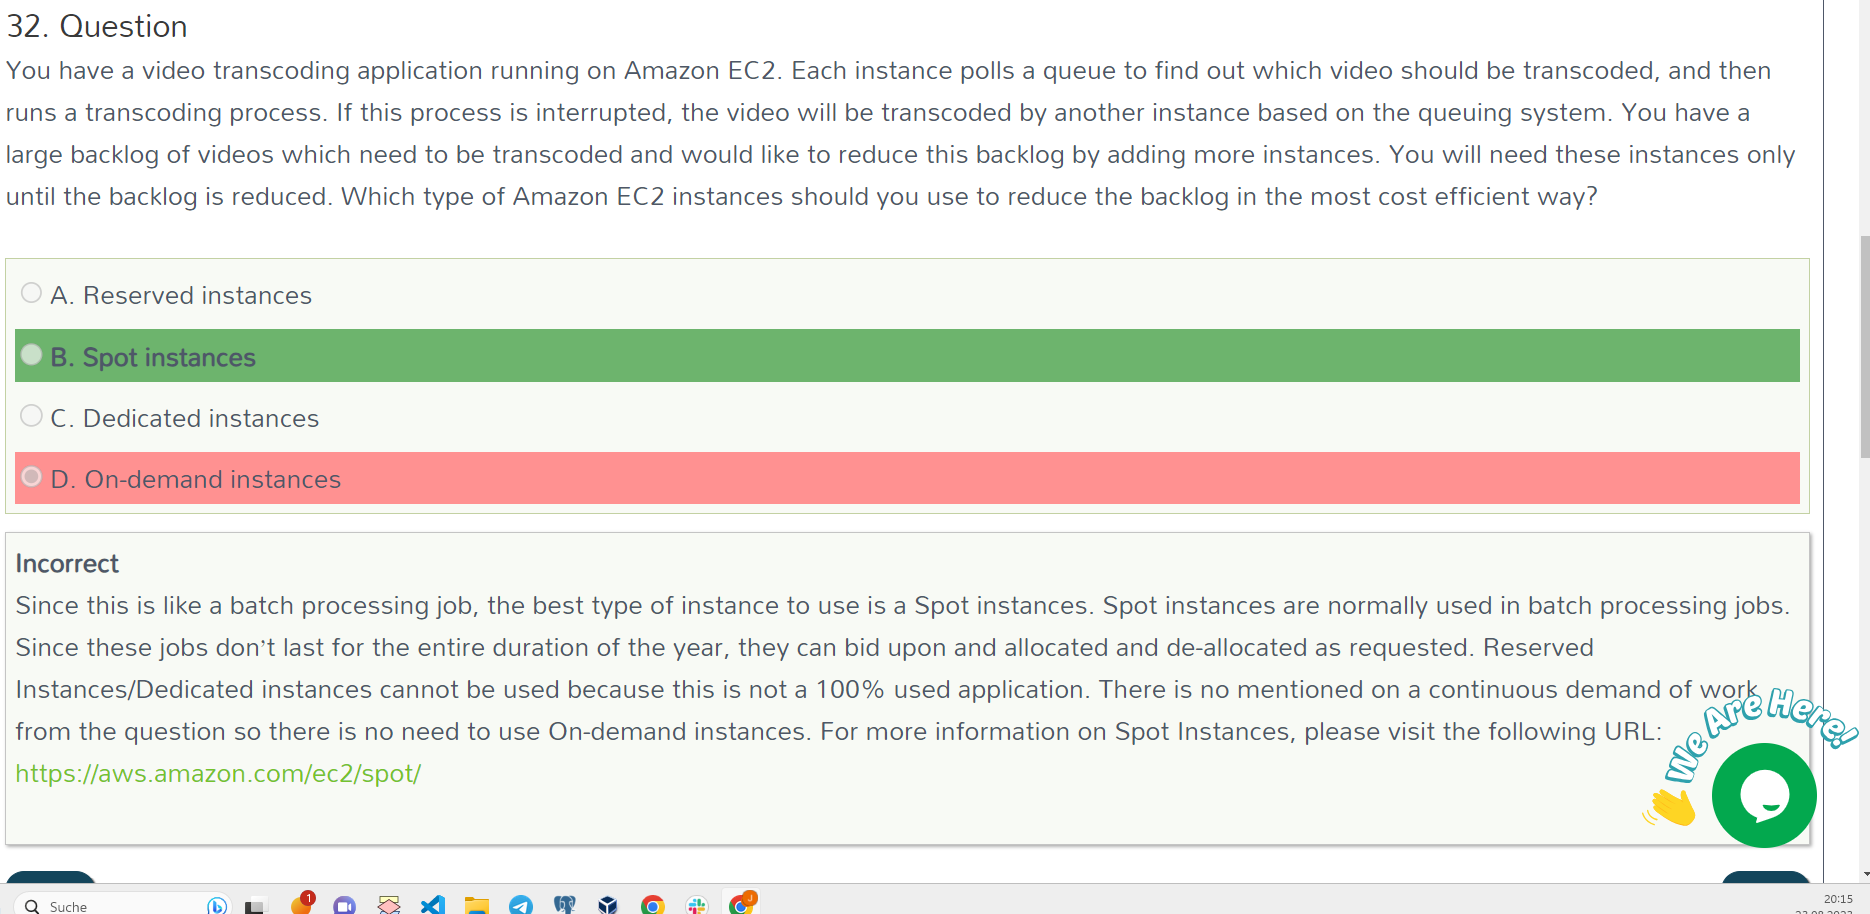 32. Question
You have a video transcoding application running on Amazon EC2. Each instance polls a queue to find out which video should be transcoded, and then
runs a transcoding process. If this process is interrupted, the video will be transcoded by another instance based on the queuing system. You have a
large backlog of videos which need to be transcoded and would like to reduce this backlog by adding more instances. You will need these instances only
until the backlog is reduced. Which type of Amazon EC2 instances should you use to reduce the backlog in the most cost efficient way?
A. Reserved instances
B. Spot instances
C. Dedicated instances
D. On-demand instances
Incorrect
Since this is like a batch processing job, the best type of instance to use is a Spot instances. Spot instances are normally used in batch processing jobs.
Since these jobs don’t last for the entire duration of the year, they can bid upon and allocated and de-allocated as requested. Reserved
Instances/Dedicated instances cannot be used because this is not a 100% used application. There is no mentioned on a continuous demand of work
from the question so there is no need to use On-demand instances. For more information on Spot Instances, please visit the following URL:
https://aws.amazon.com/ec2/spot/
We Are Here!
Suche
1
J
20:15